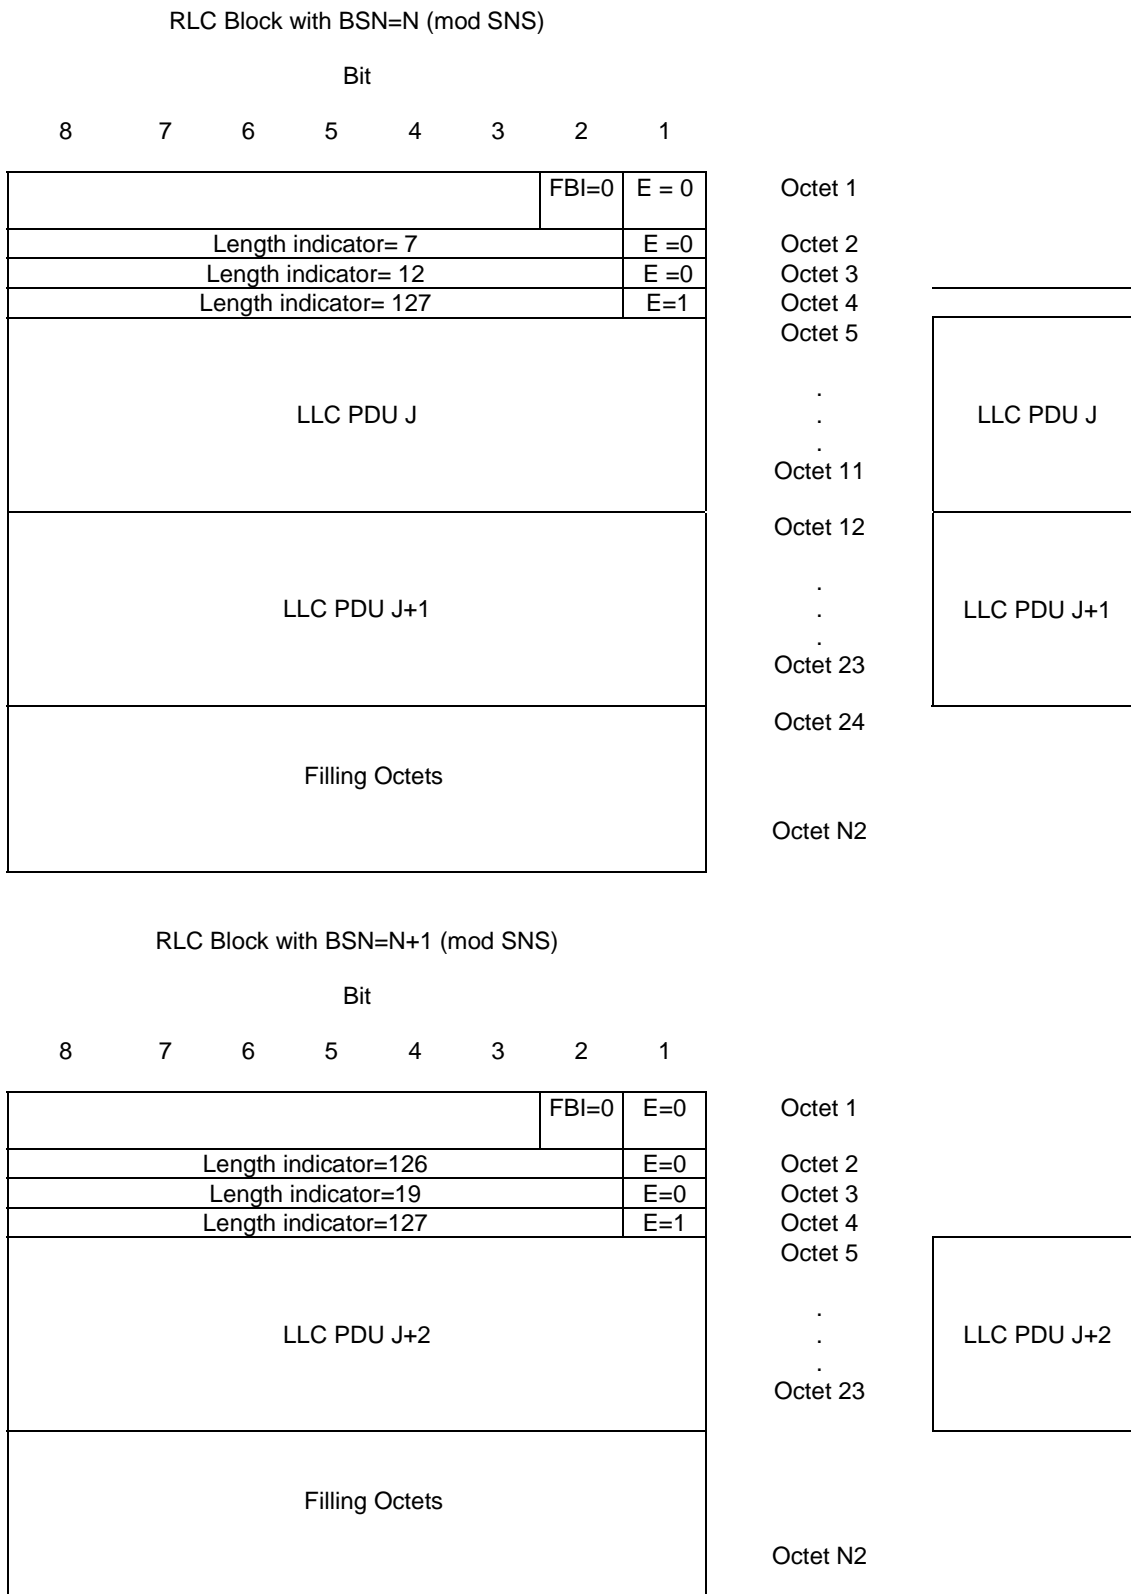 RLC Block with BSN=N (mod SNS)
Bit
8 7 6 5 4 3 2 1
FBI=0 E = 0 Octet 1
Length indicator= 7 E =0 Octet 2
Length indicator= 12 E =0 Octet 3
Length indicator= 127 E=1 Octet 4
Octet 5
.
LLC PDU J . LLC PDU J
.
Octet 11
Octet 12
.
LLC PDU J+1 . LLC PDU J+1
.
Octet 23
Octet 24
Filling Octets
Octet N2
RLC Block with BSN=N+1 (mod SNS)
Bit
8 7 6 5 4 3 2 1
FBI=0 E=0 Octet 1
Length indicator=126 E=0 Octet 2
Length indicator=19 E=0 Octet 3
Length indicator=127 E=1 Octet 4
Octet 5
.
LLC PDU J+2 . LLC PDU J+2
.
Octet 23
Filling Octets
Octet N2